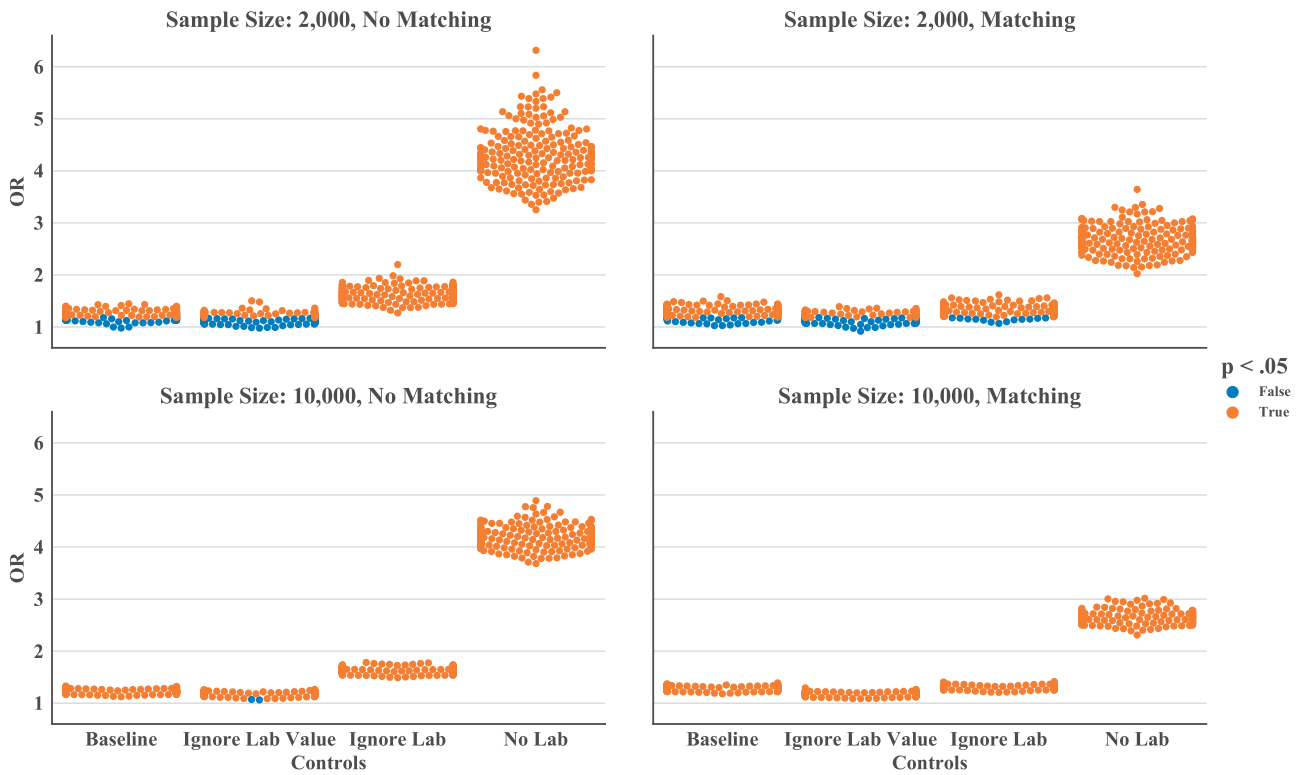 Sample Size: 2,000, No Matching
Sample Size: 2,000, Matching
6
5
4
3
2
1
OR
p < .05
False
True
Sample Size: 10,000, No Matching
Sample Size: 10,000, Matching
6
5
4
3
2
1
OR
Baseline Ignore Lab Value Ignore Lab No Lab
Controls
Baseline Ignore Lab Value Ignore Lab No Lab
Controls